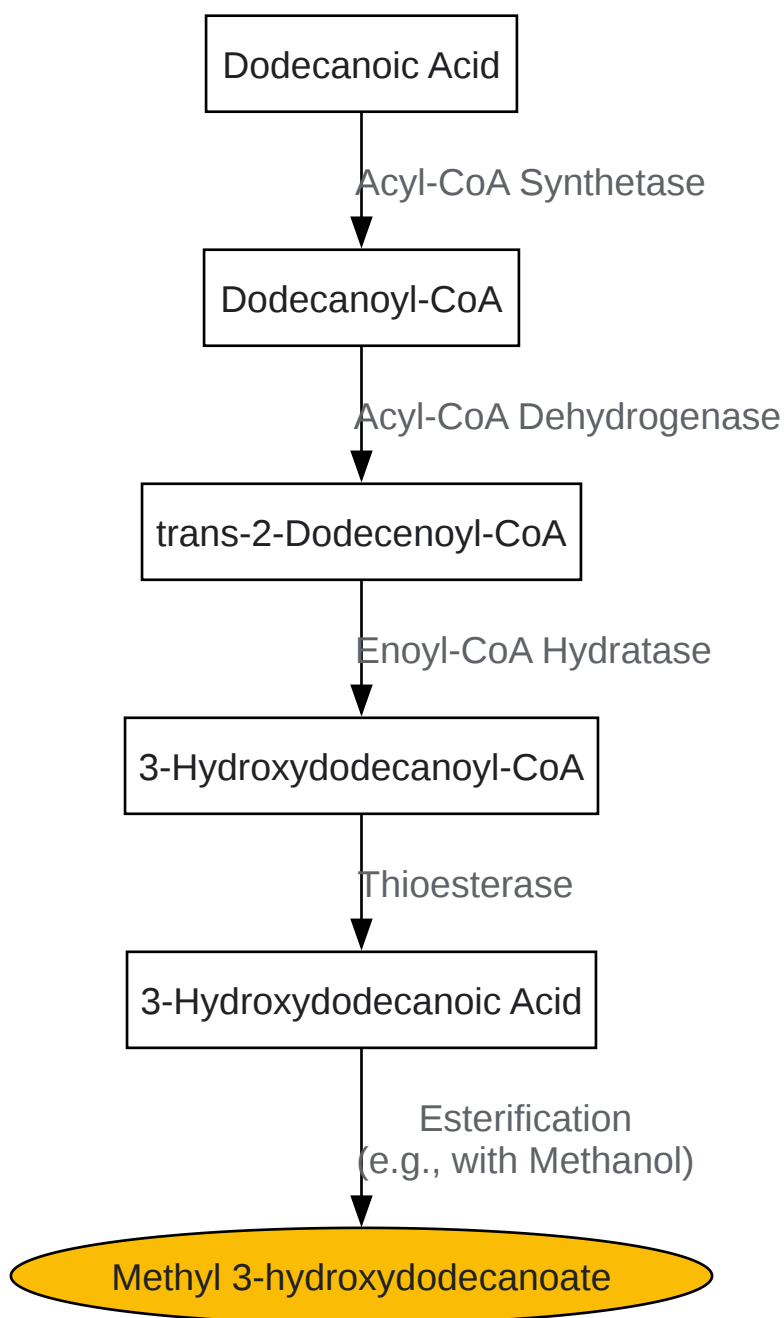 Dodecanoic Acid
Acyl-CoA Synthetase
Dodecanoyl-CoA
Acyl-CoA Dehydrogenase
trans-2-Dodecenoyl-CoA
Enoyl-CoA Hydratase
3-Hydroxydodecanoyl-CoA
Thioesterase
3-Hydroxydodecanoic Acid
Esterification
(e.g., with Methanol)
Methyl 3-hydroxydodecanoate